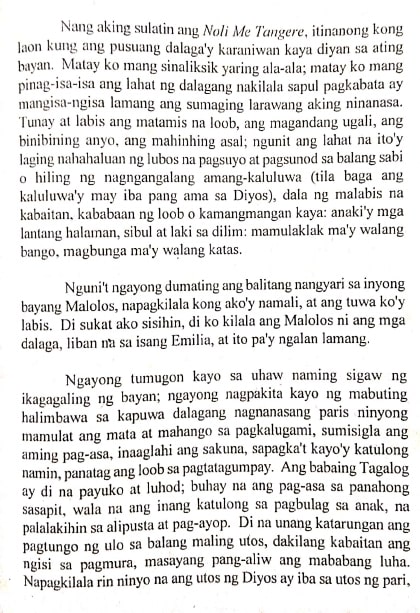 Nang aking sulatin ang Noli Me Tangere, itinanong kong
laon kung ang pusuang dalaga'y karaniwan kaya diyan sa ating
bayan. Matay ko mang sinaliksik yaring ala-ala; matay ko mang
pinag-isa-isa ang lahat ng dalagang nakilala sapul pagkabata ay
mangisa-ngisa lamang ang sumaging larawang aking ninanasa.
Tunay at labis ang matamis na loob, ang magandang ugali, ang
binibining anyo, ang mahinhing asal; ngunit ang lahat na ito'y
laging nahahaluan ng lubos na pagsuyo at pagsunod sa balang sabi
o hiling ng nagngangalang amang-kaluluwa (tila baga ang
kaluluwa'y may iba pang ama sa Diyos), dala ng malabis na
kabaitan, kababaan ng loob o kamangmangan kaya: anaki'y mga
lantang halaman, sibul at laki sa dilim: mamulaklak ma'y walang
bango, magbunga ma'y walang katas.
Nguni't ngayong dumating ang balitang nangyari sa inyong
bayang Malolos, napagkilala kong ako'y namali, at ang tuwa ko'y
labis. Di sukat ako sisihin, di ko kilala ang Malolos ni ang mga
dalaga, liban na sa isang Emilia, at ito pa'y ngalan lamang.
Ngayong tumugon kayo sa uhaw naming sigaw ng
ikagagaling ng bayan; ngayong nagpakita kayo ng mabuting
halimbawa sa kapuwa dalagang nagnanasang paris ninyong
mamulat ang mata at mahango sa pagkalugami, sumisigla ang
aming pag-asa, inaaglahi ang sakuna, sapagka't kayo'y katulong
namin, panatag ang loob sa pagtatagumpay. Ang babaing Tagalog
ay di na payuko at luhod; buhay na ang pag-asa sa panahong
sasapit, wala na ang inang katulong sa pagbulag sa anak, na
palalakihin sa alipusta at pag-ayop. Di na unang katarungan ang
pagtungo ng ulo sa balang maling utos, dakilang kabaitan ang
ngisi sa pagmura, masayang pang-aliw ang mababang luha.
Napagkilala rin ninyo na ang utos ng Diyos ay iba sa utos ng pari,